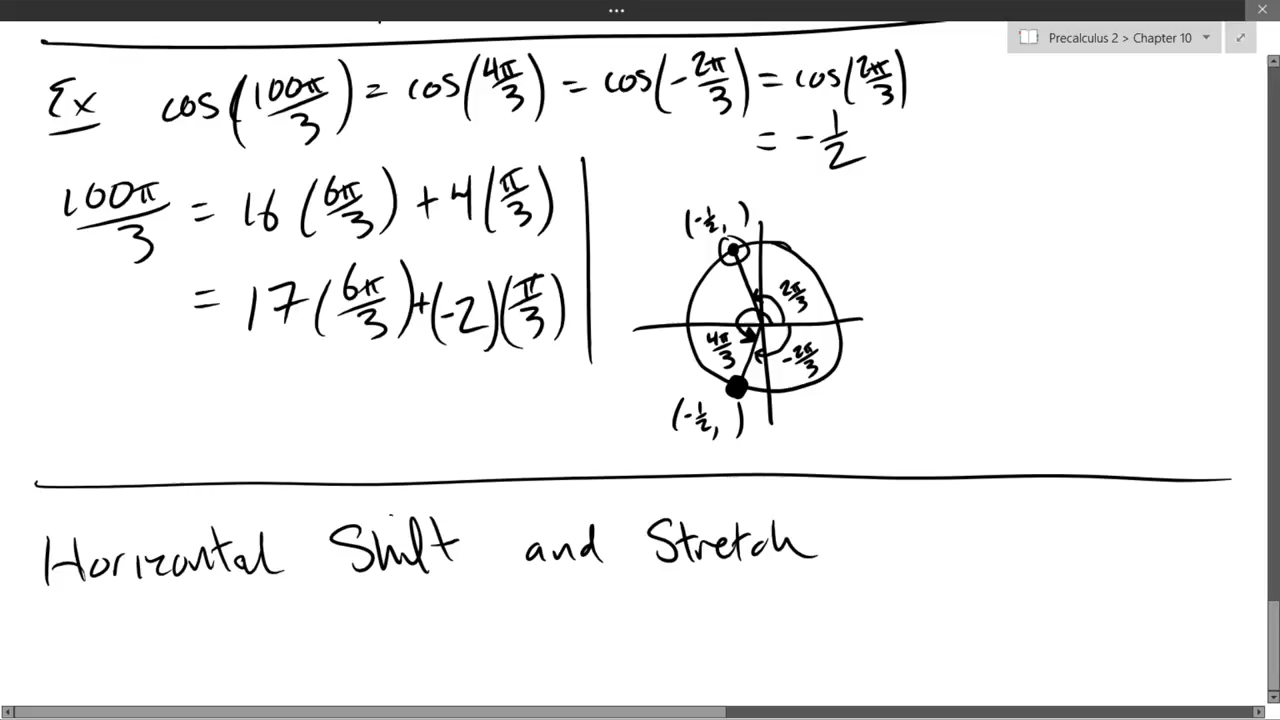 Precalculus 2 > Chapter 10
Ex cos(100π/3) = cos(4π/3) = cos(-2π/3) = cos(2π/3)
= -1/2
100π/3 = 16(6π/3) + 4(π/3)
= 17(6π/3) + (-2)(π/3)
(-1/2, )
2π/3
4π/3
-2π/3
(-1/2, )
Horizontal Shift and Stretch